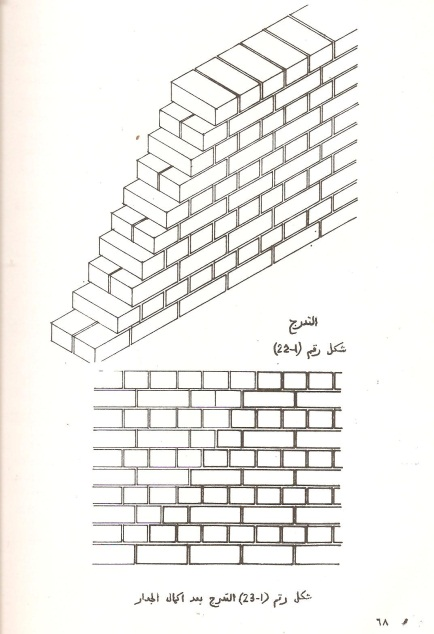 التدرج
شكل رقم (1-22)
شكل رقم (1-23) التدرج بعد اكمال الجدار
٦٨